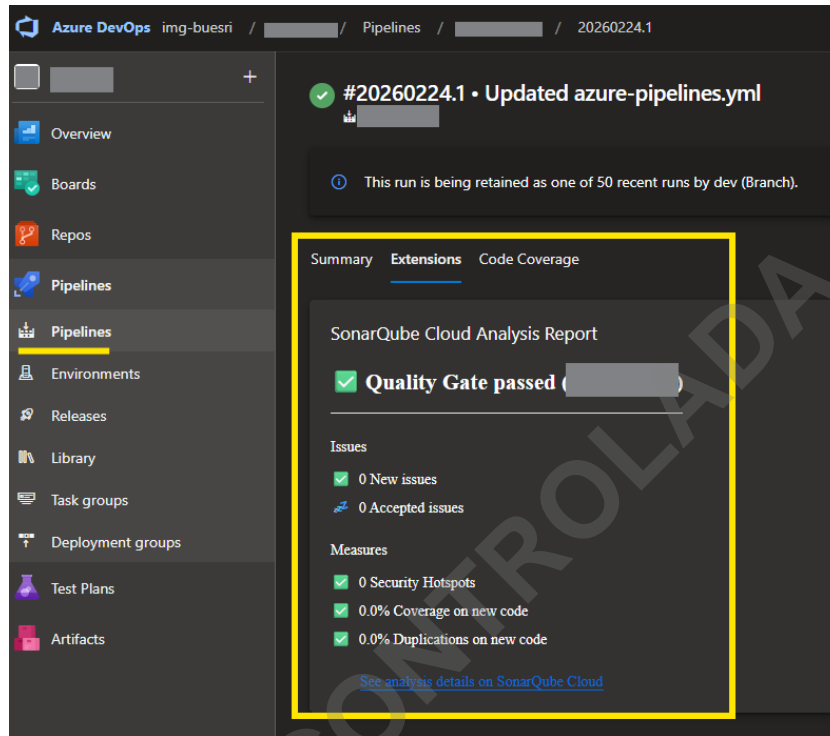 Azure DevOps img-buesri / / Pipelines / / 20260224.1
+
#20260224.1 • Updated azure-pipelines.yml
Overview
This run is being retained as one of 50 recent runs by dev (Branch).
Boards
Repos
Pipelines
Pipelines
Environments
Releases
Library
Task groups
Deployment groups
Test Plans
Artifacts
Summary Extensions Code Coverage
SonarQube Cloud Analysis Report
Quality Gate passed ( )
Issues
0 New issues
0 Accepted issues
Measures
0 Security Hotspots
0.0% Coverage on new code
0.0% Duplications on new code
See analysis details on SonarQube Cloud
CONTROLADA